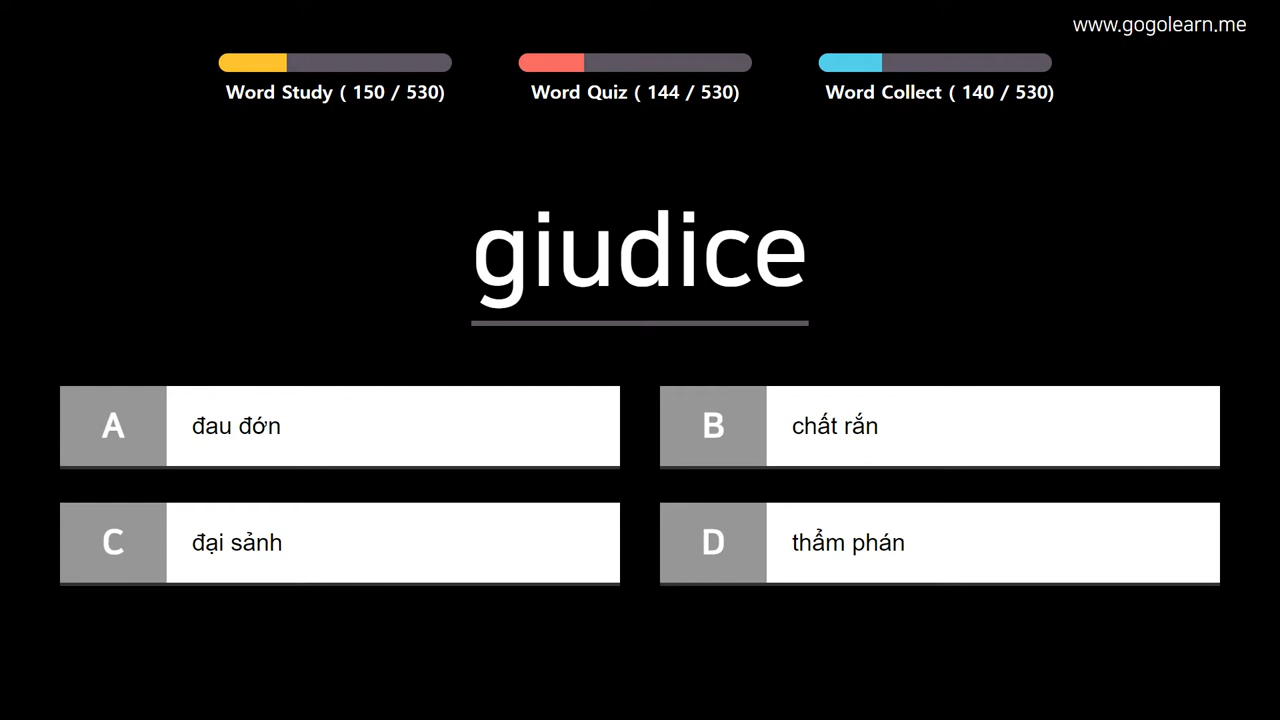 www.gogolearn.me
Word Study ( 150 / 530)
Word Quiz ( 144 / 530)
Word Collect ( 140 / 530)
giudice
A đau đớn
B chất rắn
C đại sảnh
D thẩm phán